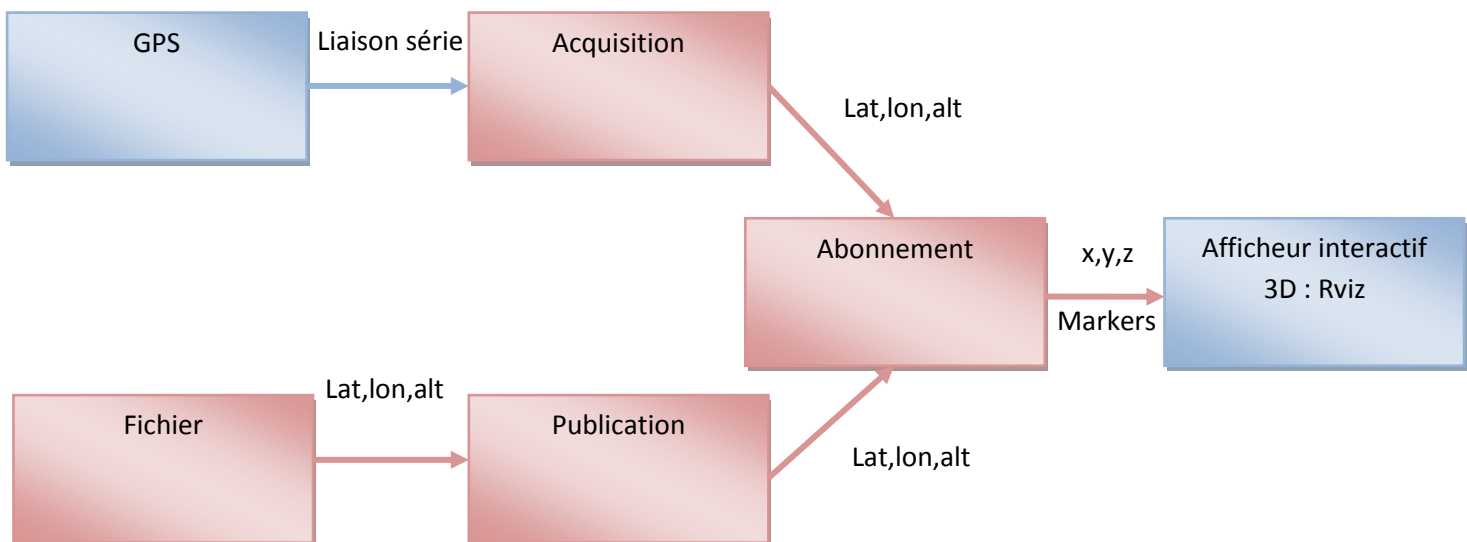 GPS
Liaison série
Acquisition
Lat,lon,alt
Abonnement
x,y,z
Markers
Afficheur interactif
3D : Rviz
Fichier
Lat,lon,alt
Publication
Lat,lon,alt